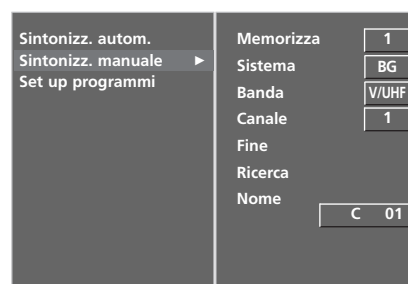 Sintonizz. autom.
Sintonizz. manuale ►
Set up programmi
Memorizza 1
Sistema BG
Banda V/UHF
Canale 1
Fine
Ricerca
Nome
C 01